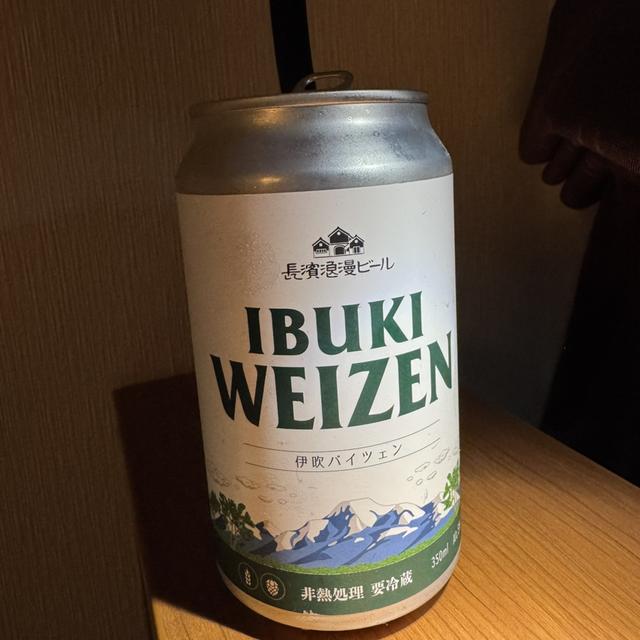 長濱浪漫ビール
IBUKI
WEIZEN
伊吹バイツェン
350ml
非熱処理 要冷蔵